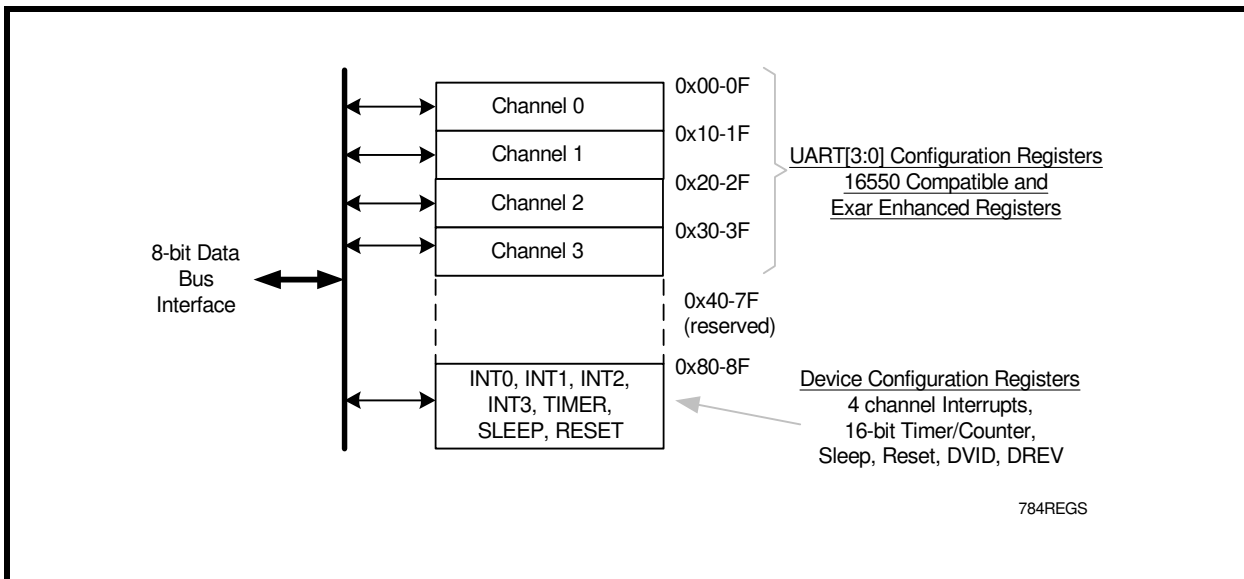 8-bit Data
Bus
Interface
Channel 0
0x00-0F
Channel 1
0x10-1F
Channel 2
0x20-2F
Channel 3
0x30-3F
UART[3:0] Configuration Registers
16550 Compatible and
Exar Enhanced Registers
0x40-7F
(reserved)
0x80-8F
INT0, INT1, INT2,
INT3, TIMER,
SLEEP, RESET
Device Configuration Registers
4 channel Interrupts,
16-bit Timer/Counter,
Sleep, Reset, DVID, DREV
784REGS